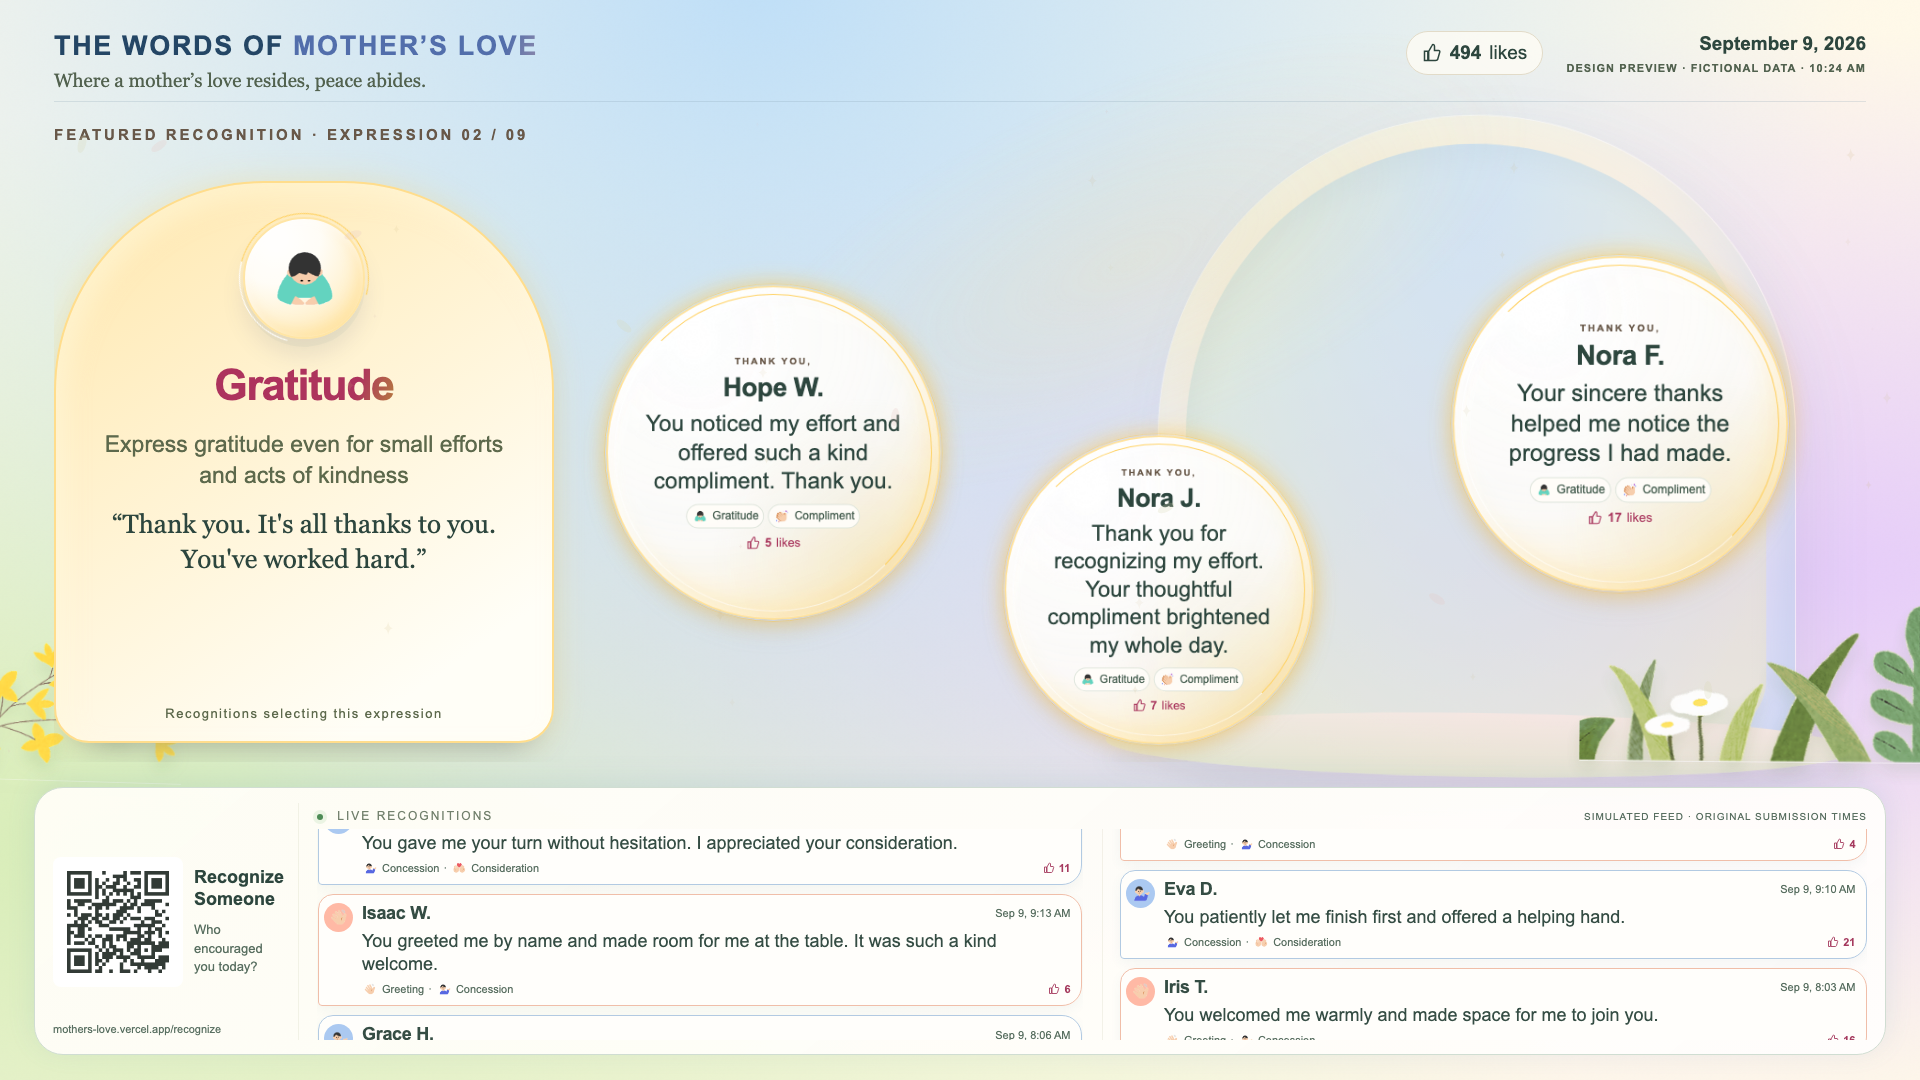 THE WORDS OF MOTHER’S LOVE
Where a mother’s love resides, peace abides.
494 likes
September 9, 2026
DESIGN PREVIEW · FICTIONAL DATA · 10:24 AM
FEATURED RECOGNITION · EXPRESSION 02 / 09
Gratitude
Express gratitude even for small efforts
and acts of kindness
“Thank you. It's all thanks to you.
You've worked hard.”
Recognitions selecting this expression
THANK YOU,
Hope W.
You noticed my effort and
offered such a kind
compliment. Thank you.
Gratitude Compliment
5 likes
THANK YOU,
Nora J.
Thank you for
recognizing my effort.
Your thoughtful
compliment brightened
my whole day.
Gratitude Compliment
7 likes
THANK YOU,
Nora F.
Your sincere thanks
helped me notice the
progress I had made.
Gratitude Compliment
17 likes
Recognize
Someone
Who
encouraged
you today?
mothers-love.vercel.app/recognize
LIVE RECOGNITIONS
SIMULATED FEED · ORIGINAL SUBMISSION TIMES
You gave me your turn without hesitation. I appreciated your consideration.
Concession · Consideration
11
Isaac W.
Sep 9, 9:13 AM
You greeted me by name and made room for me at the table. It was such a kind
welcome.
Greeting · Concession
6
Grace H.
Sep 9, 8:06 AM
Greeting · Concession
4
Eva D.
Sep 9, 9:10 AM
You patiently let me finish first and offered a helping hand.
Concession · Consideration
21
Iris T.
Sep 9, 8:03 AM
You welcomed me warmly and made space for me to join you.
Greeting · Concession
16